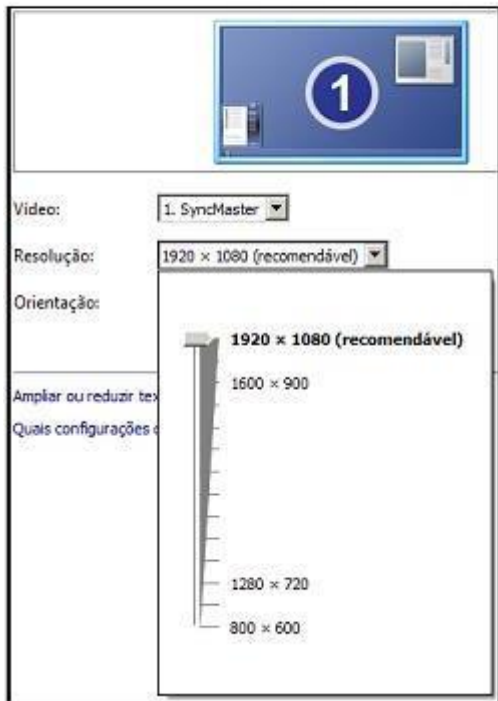 1
Video:
1. SyncMaster
Resolução:
1920 × 1080 (recomendável)
Orientação:
1920 × 1080 (recomendável)
1600 × 900
Ampliar ou reduzir tex
Quais configurações
1280 × 720
800 × 600